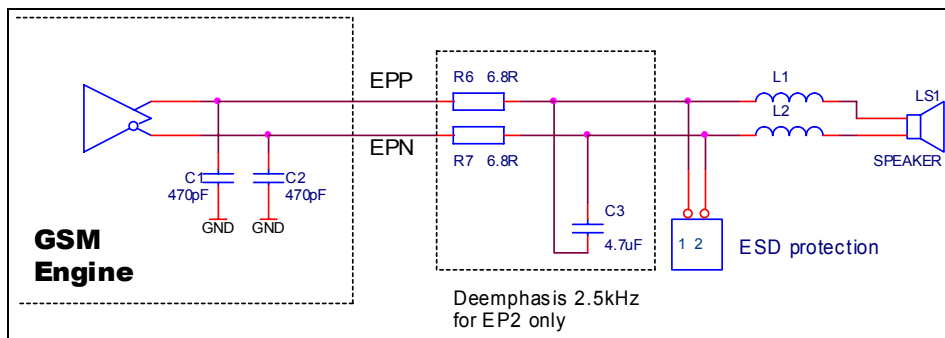 EPP
R6 6.8R
L1
LS1
L2
EPN
R7 6.8R
SPEAKER
C1
470pF
C2
470pF
C3
4.7uF
GND
GND
1 2
ESD protection
GSM
Engine
Deemphasis 2.5kHz
for EP2 only